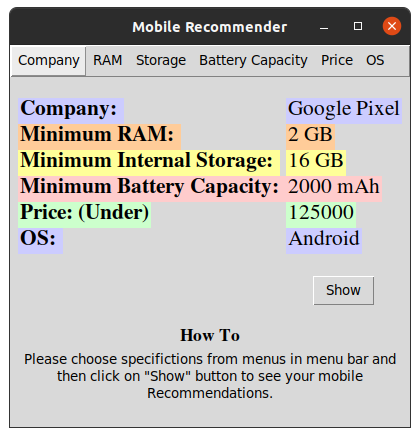 Mobile Recommender
Company RAM Storage Battery Capacity Price OS
Company: Google Pixel
Minimum RAM: 2 GB
Minimum Internal Storage: 16 GB
Minimum Battery Capacity: 2000 mAh
Price: (Under) 125000
OS: Android
Show
How To
Please choose specifictions from menus in menu bar and
then click on "Show" button to see your mobile
Recommendations.